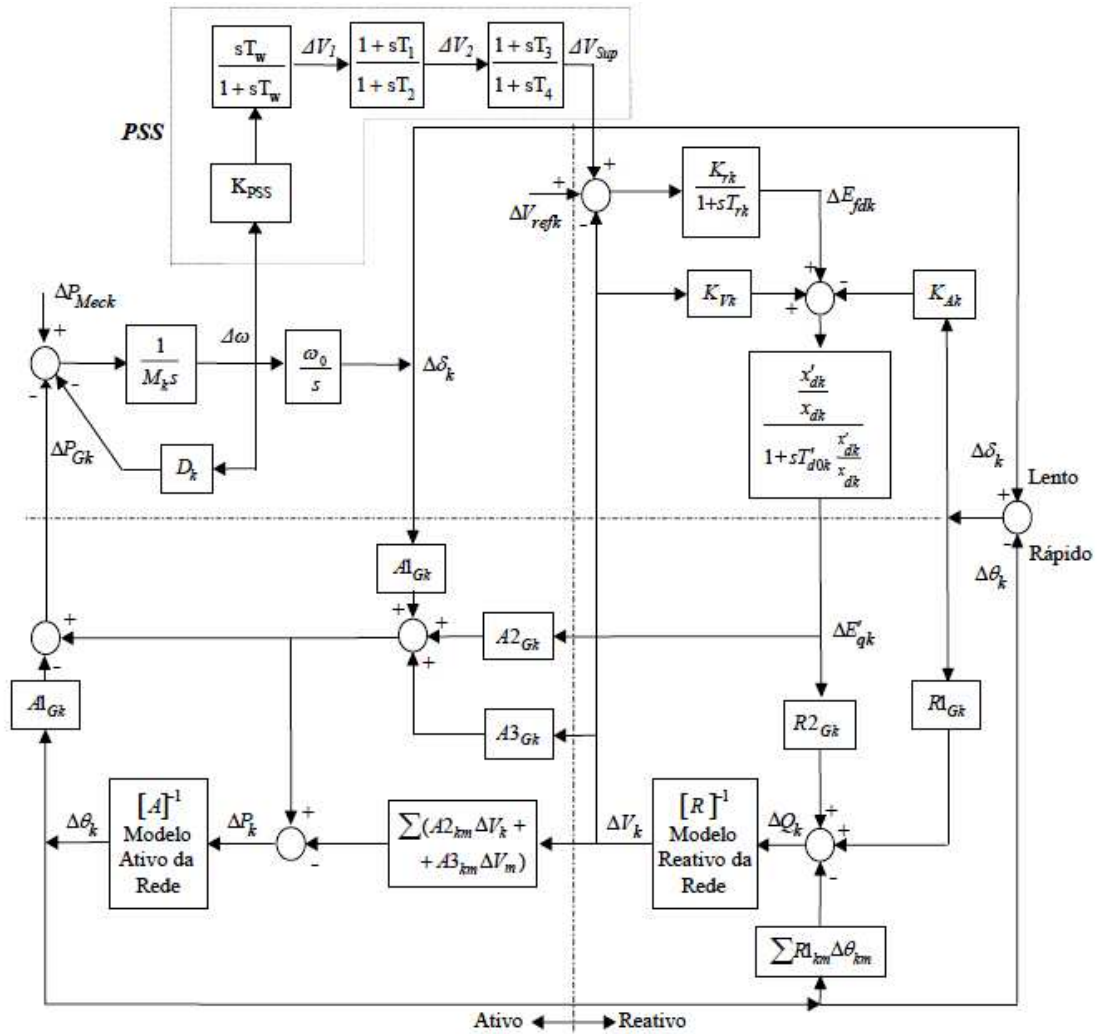 sT_w / 1 + sT_w
ΔV_1
1 + sT_1 / 1 + sT_2
ΔV_2
1 + sT_3 / 1 + sT_4
ΔV_Sup
PSS
K_PSS
+
+
-
ΔV_refk
K_rk / 1+sT_rk
ΔE_fdk
K_Vk
+
+
-
K_Ak
ΔP_Meck
+
-
-
1 / M_k s
Δω
ω_0 / s
Δδ_k
x'_dk / x_dk
1+sT'_d0k x'_dk / x_dk
ΔP_Gk
D_k
Δδ_k
Lento
+
-
Rápido
Δθ_k
A1_Gk
+
+
+
A2_Gk
ΔE'_qk
+
-
A1_Gk
A3_Gk
R2_Gk
R1_Gk
Δθ_k
[A]^-1
Modelo
Ativo da
Rede
ΔP_k
+
-
∑(A2_km ΔV_k +
+ A3_km ΔV_m)
ΔV_k
[R]^-1
Modelo
Reativo da
Rede
ΔQ_k
+
+
-
∑R1_km Δθ_km
Ativo
Reativo